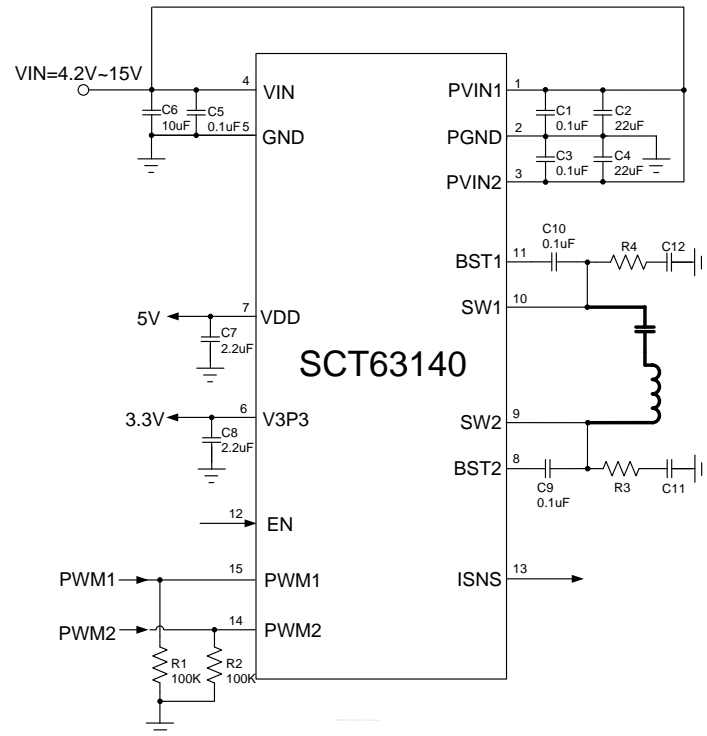 VIN=4.2V~15V
4
VIN
PVIN1
1
C6
10uF
C5
0.1uF
5
GND
C1
0.1uF
C2
22uF
PGND
2
C3
0.1uF
C4
22uF
PVIN2
3
C10
0.1uF
BST1
11
R4
C12
SW1
10
5V
7
VDD
C7
2.2uF
SCT63140
3.3V
6
V3P3
C8
2.2uF
SW2
9
BST2
8
C9
0.1uF
R3
C11
12
EN
PWM1
15
PWM1
ISNS
13
PWM2
14
PWM2
R1
100K
R2
100K